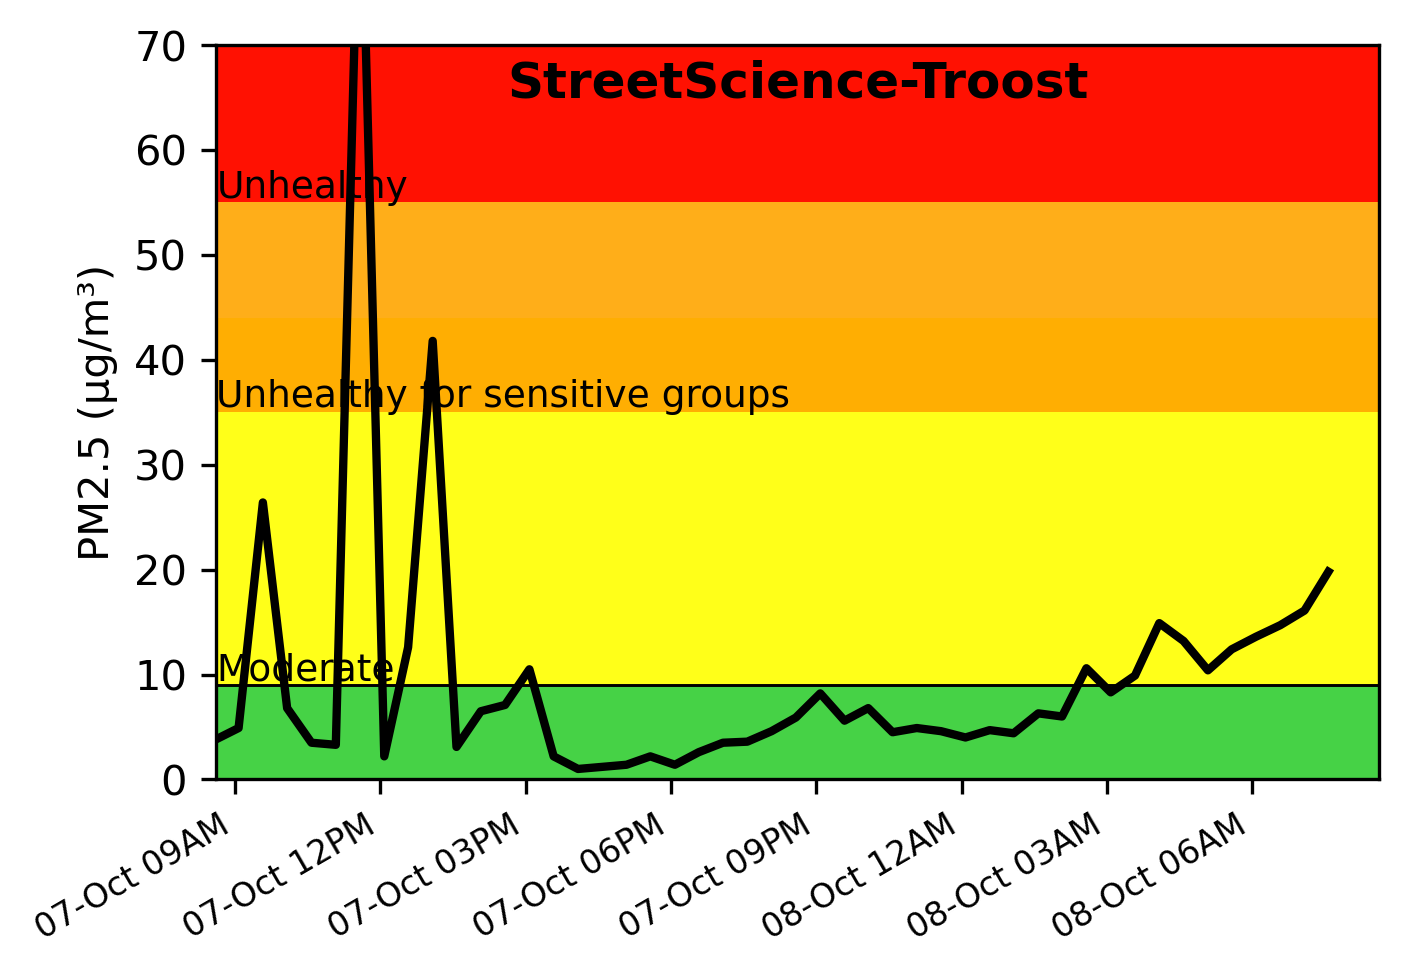 StreetScience-Troost
PM2.5 (µg/m³)
70
60
Unhealthy
50
40
Unhealthy for sensitive groups
30
20
10
Moderate
0
07-Oct 09AM
07-Oct 12PM
07-Oct 03PM
07-Oct 06PM
07-Oct 09PM
08-Oct 12AM
08-Oct 03AM
08-Oct 06AM